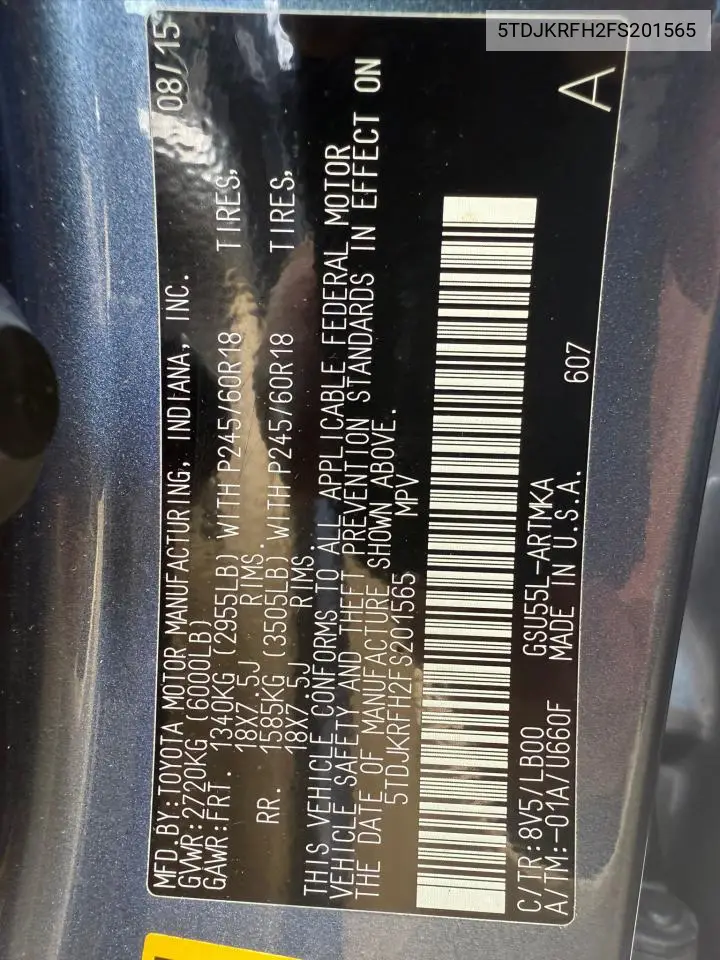 5TDJKRFH2FS201565
MFD.BY:TOYOTA MOTOR MANUFACTURING, INDIANA, INC. 08/15
GVWR:2720KG (6000LB)
GAWR:FRT. 1340KG (2955LB) WITH P245/60R18 TIRES,
18X7.5J RIMS.
RR. 1585KG (3505LB) WITH P245/60R18 TIRES,
18X7.5J RIMS.
THIS VEHICLE CONFORMS TO ALL APPLICABLE FEDERAL MOTOR
VEHICLE SAFETY AND THEFT PREVENTION STANDARDS IN EFFECT ON
THE DATE OF MANUFACTURE SHOWN ABOVE.
5TDJKRFH2FS201565 MPV
C/TR:8V5/LB00 GSU55L-ARTMKA 607
A/TM:-01A/U660F MADE IN U.S.A.
A